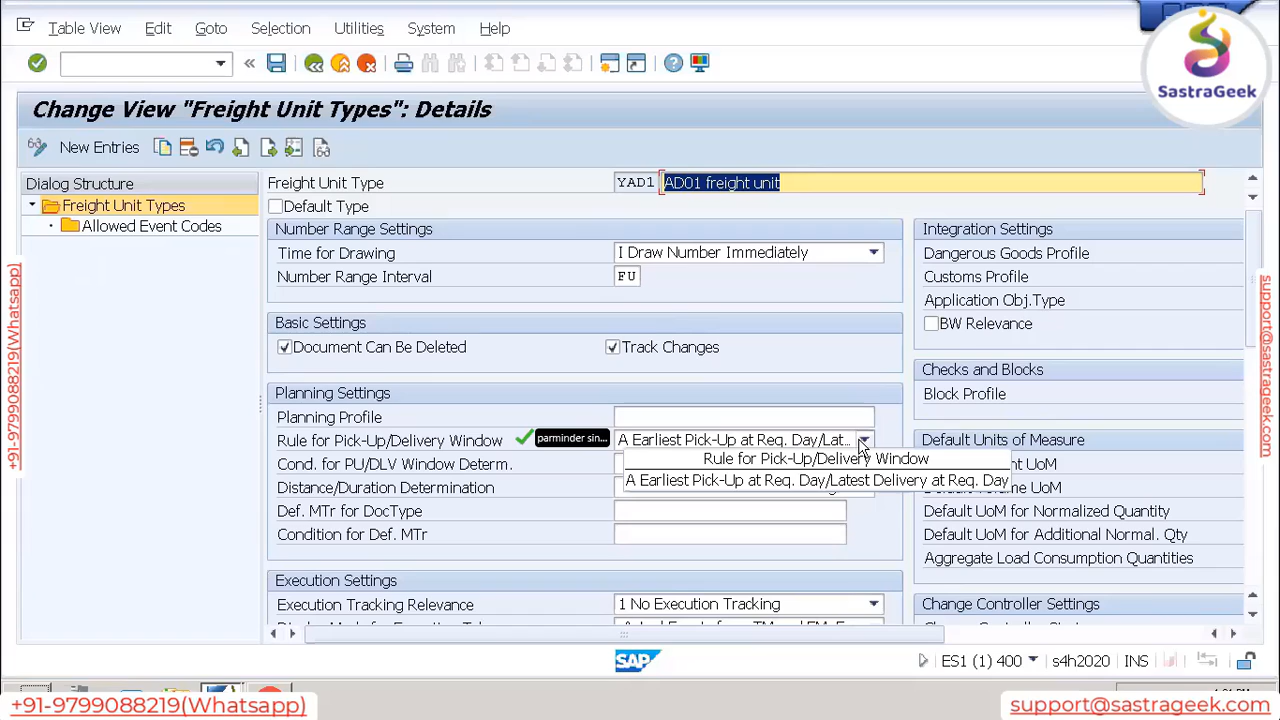 Table View Edit Goto Selection Utilities System Help
SastraGeek
Change View "Freight Unit Types": Details
New Entries
Dialog Structure
Freight Unit Types
Allowed Event Codes
Freight Unit Type YAD1 AD01 freight unit
Default Type
Number Range Settings
Time for Drawing I Draw Number Immediately
Number Range Interval FU
Basic Settings
Document Can Be Deleted Track Changes
Planning Settings
Planning Profile
Rule for Pick-Up/Delivery Window parminder sin... A Earliest Pick-Up at Req. Day/Lat...
Rule for Pick-Up/Delivery Window
A Earliest Pick-Up at Req. Day/Latest Delivery at Req. Day
Cond. for PU/DLV Window Determ.
Distance/Duration Determin.
Def. MTr for DocType
Condition for Def. MTr
Execution Settings
Execution Tracking Relevance 1 No Execution Tracking
Integration Settings
Dangerous Goods Profile
Customs Profile
Application Obj.Type
BW Relevance
Checks and Blocks
Block Profile
Default Units of Measure
nt UoM
me UoM
Default UoM for Normalized Quantity
Default UoM for Additional Normal. Qty
Aggregate Load Consumption Quantities
Change Controller Settings
SAP
ES1 (1) 400 s4h2020 INS
+91-9799088219(Whatsapp)
support@sastrageek.com
+91-9799088219(Whatsapp)
support@sastrageek.com